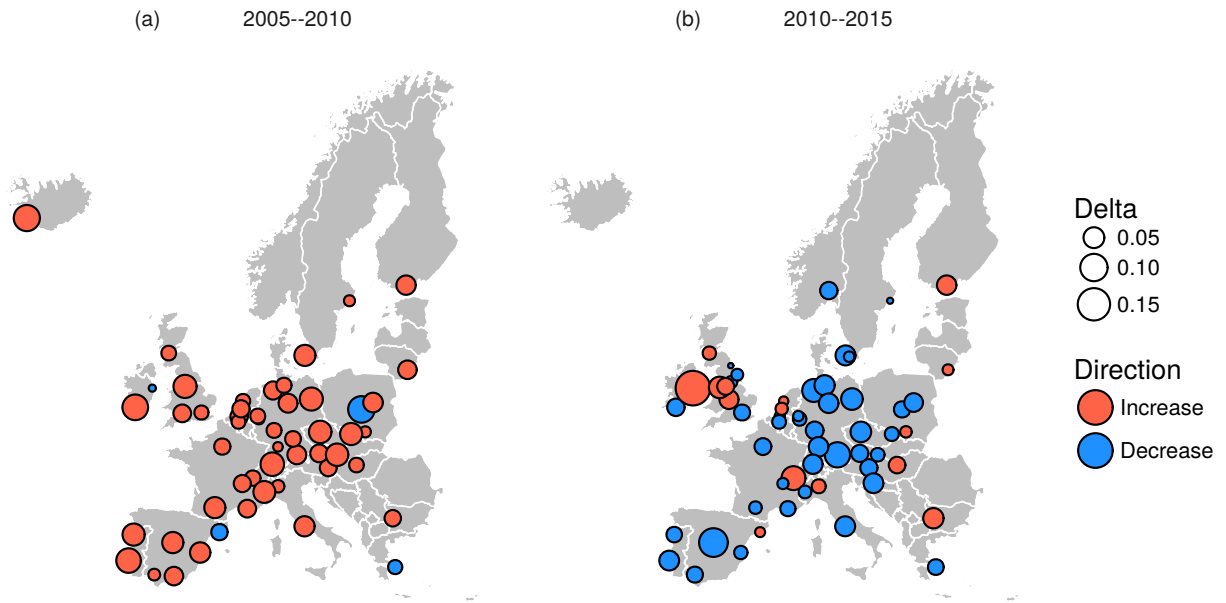 (a) 2005--2010
(b) 2010--2015
Delta
0.05
0.10
0.15
Direction
Increase
Decrease